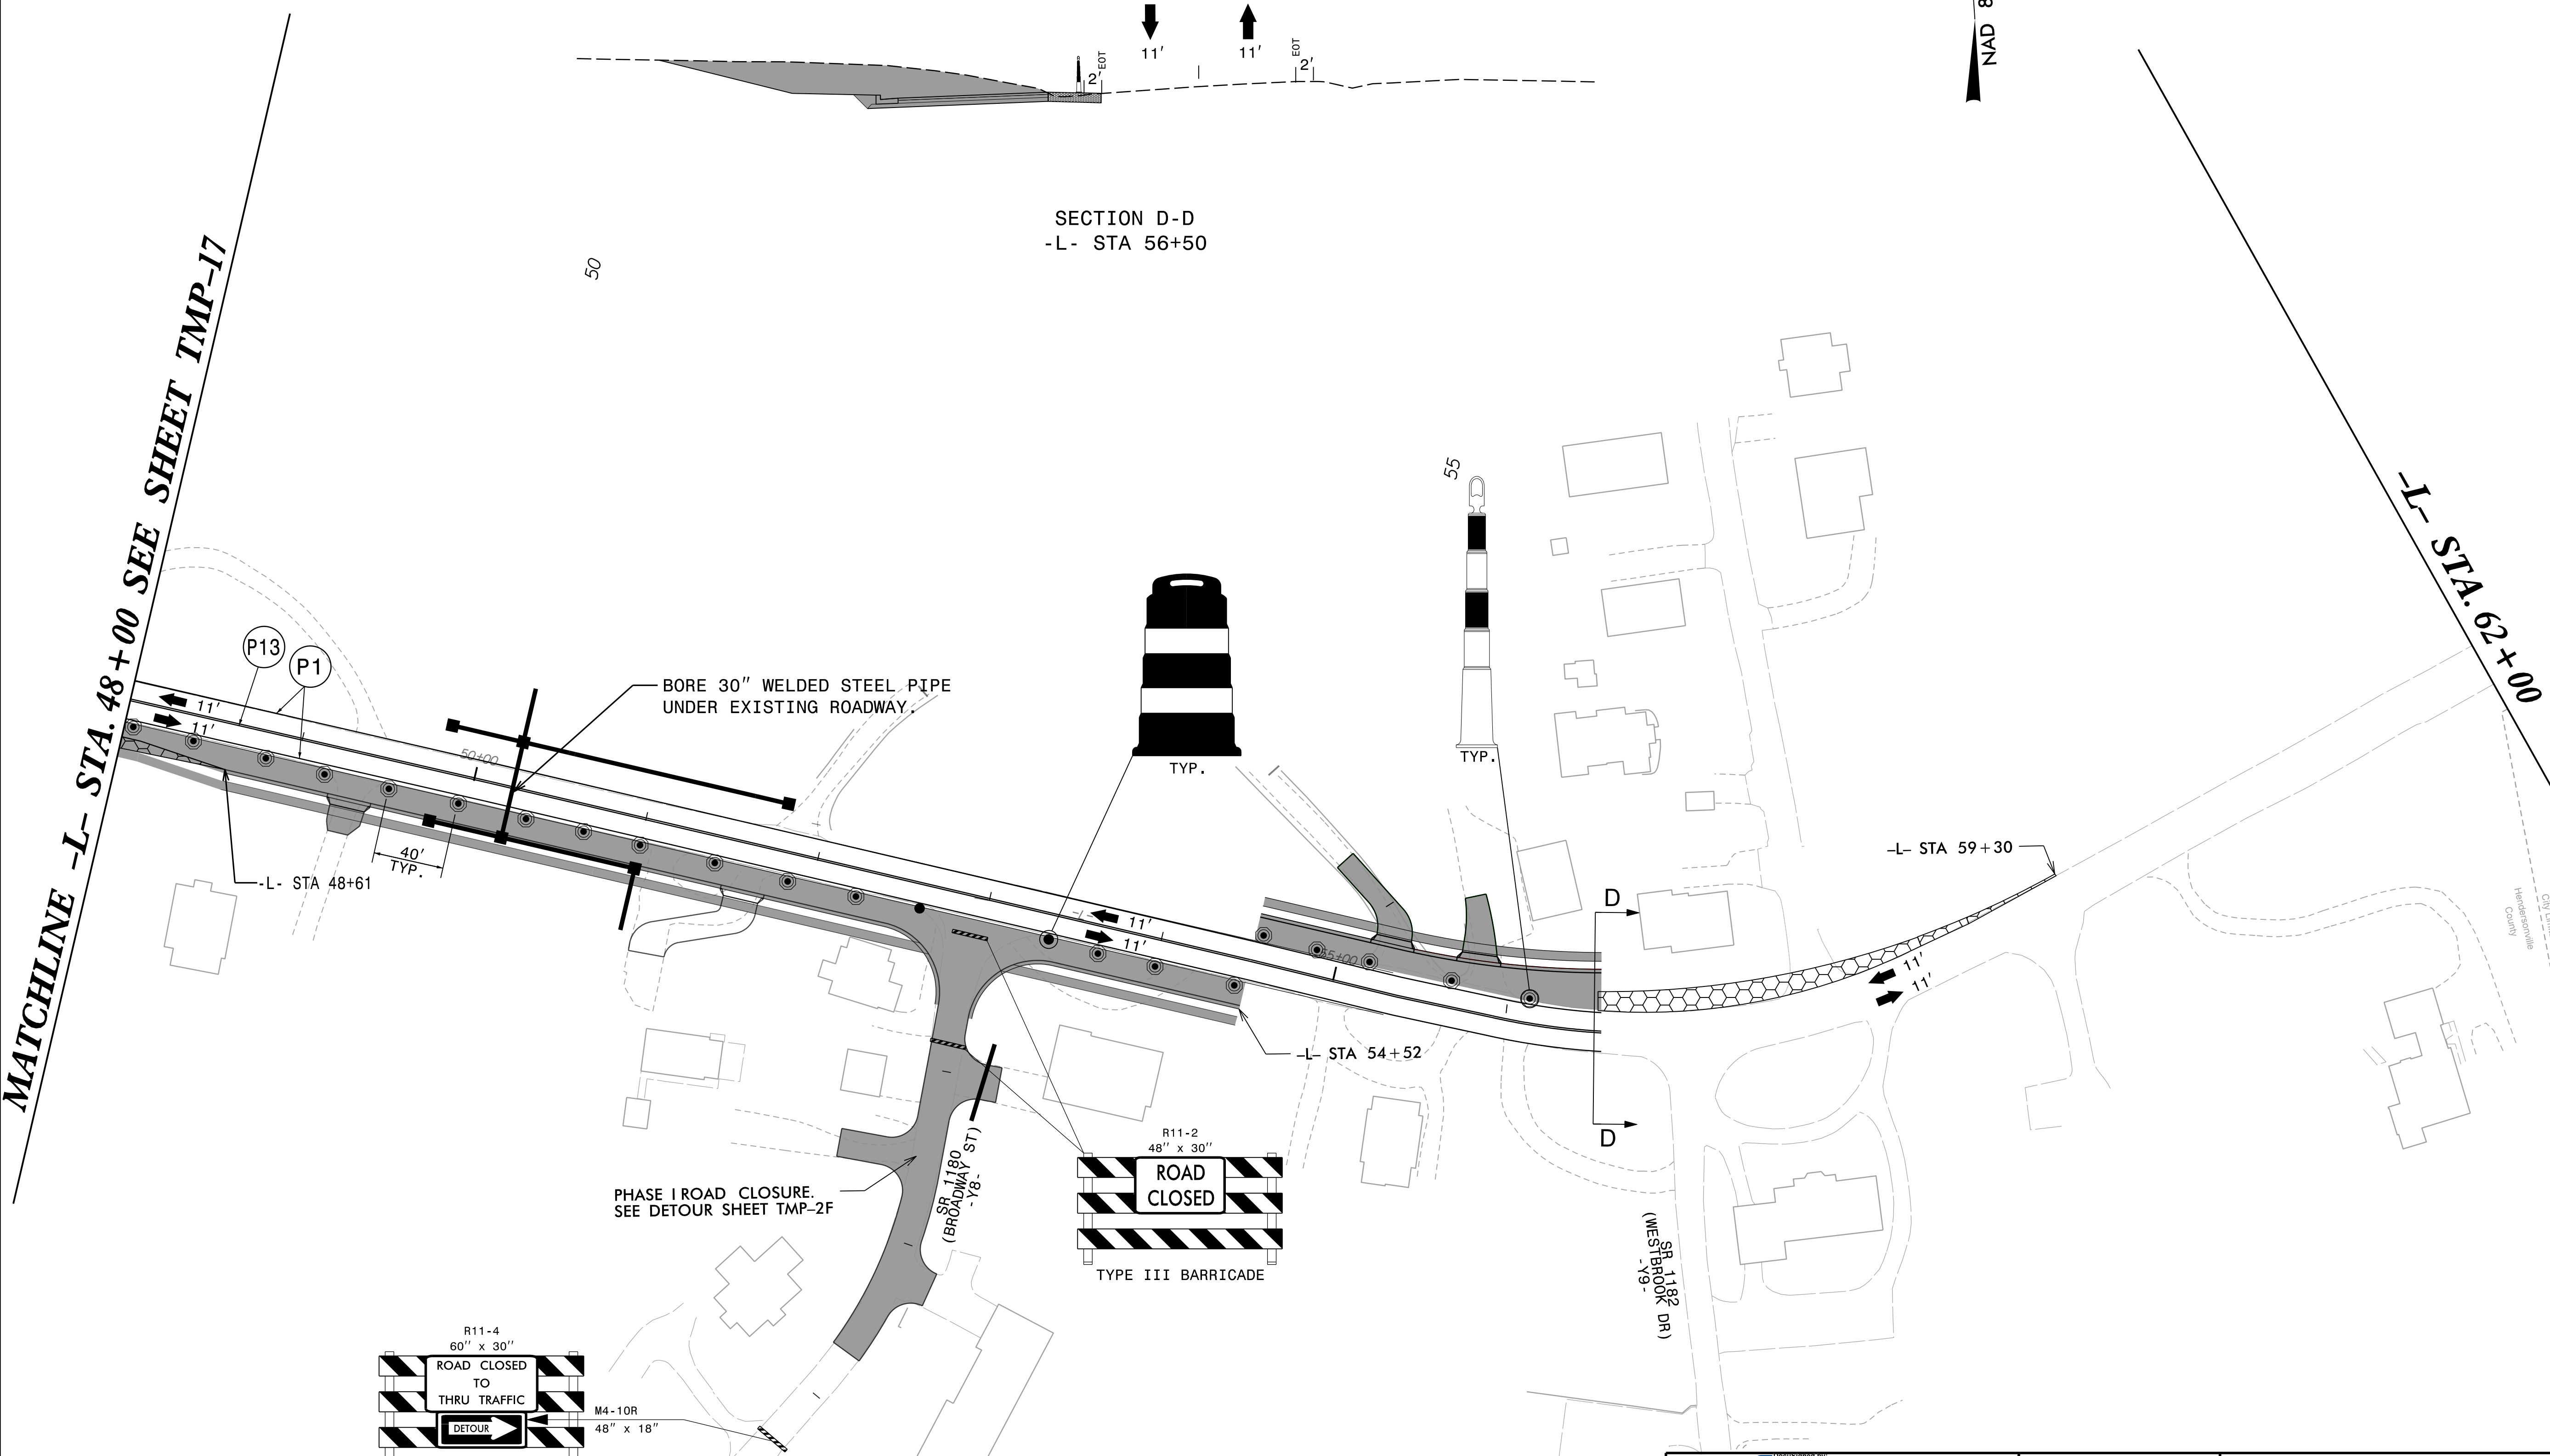 11'
11'
EOT
2'
EOT
2'
NAD 8
SECTION D-D
-L- STA 56+50
50
MATCHLINE -L- STA. 48+00 SEE SHEET TMP-17
-L- STA. 62+00
55
P13
P1
BORE 30" WELDED STEEL PIPE
UNDER EXISTING ROADWAY.
11'
11'
50+00
TYP.
TYP.
40'
TYP.
-L- STA 48+61
-L- STA 59+30
D
11'
11'
55+00
11'
11'
City Li
Hendersonville
County
-L- STA 54+52
D
R11-2
48" x 30"
ROAD
CLOSED
TYPE III BARRICADE
PHASE I ROAD CLOSURE.
SEE DETOUR SHEET TMP-2F
SR 1180
(BROADWAY ST)
-Y8-
SR 1182
(WESTBROOK DR)
-Y9-
R11-4
60" x 30"
ROAD CLOSED
TO
THRU TRAFFIC
DETOUR
M4-10R
48" x 18"